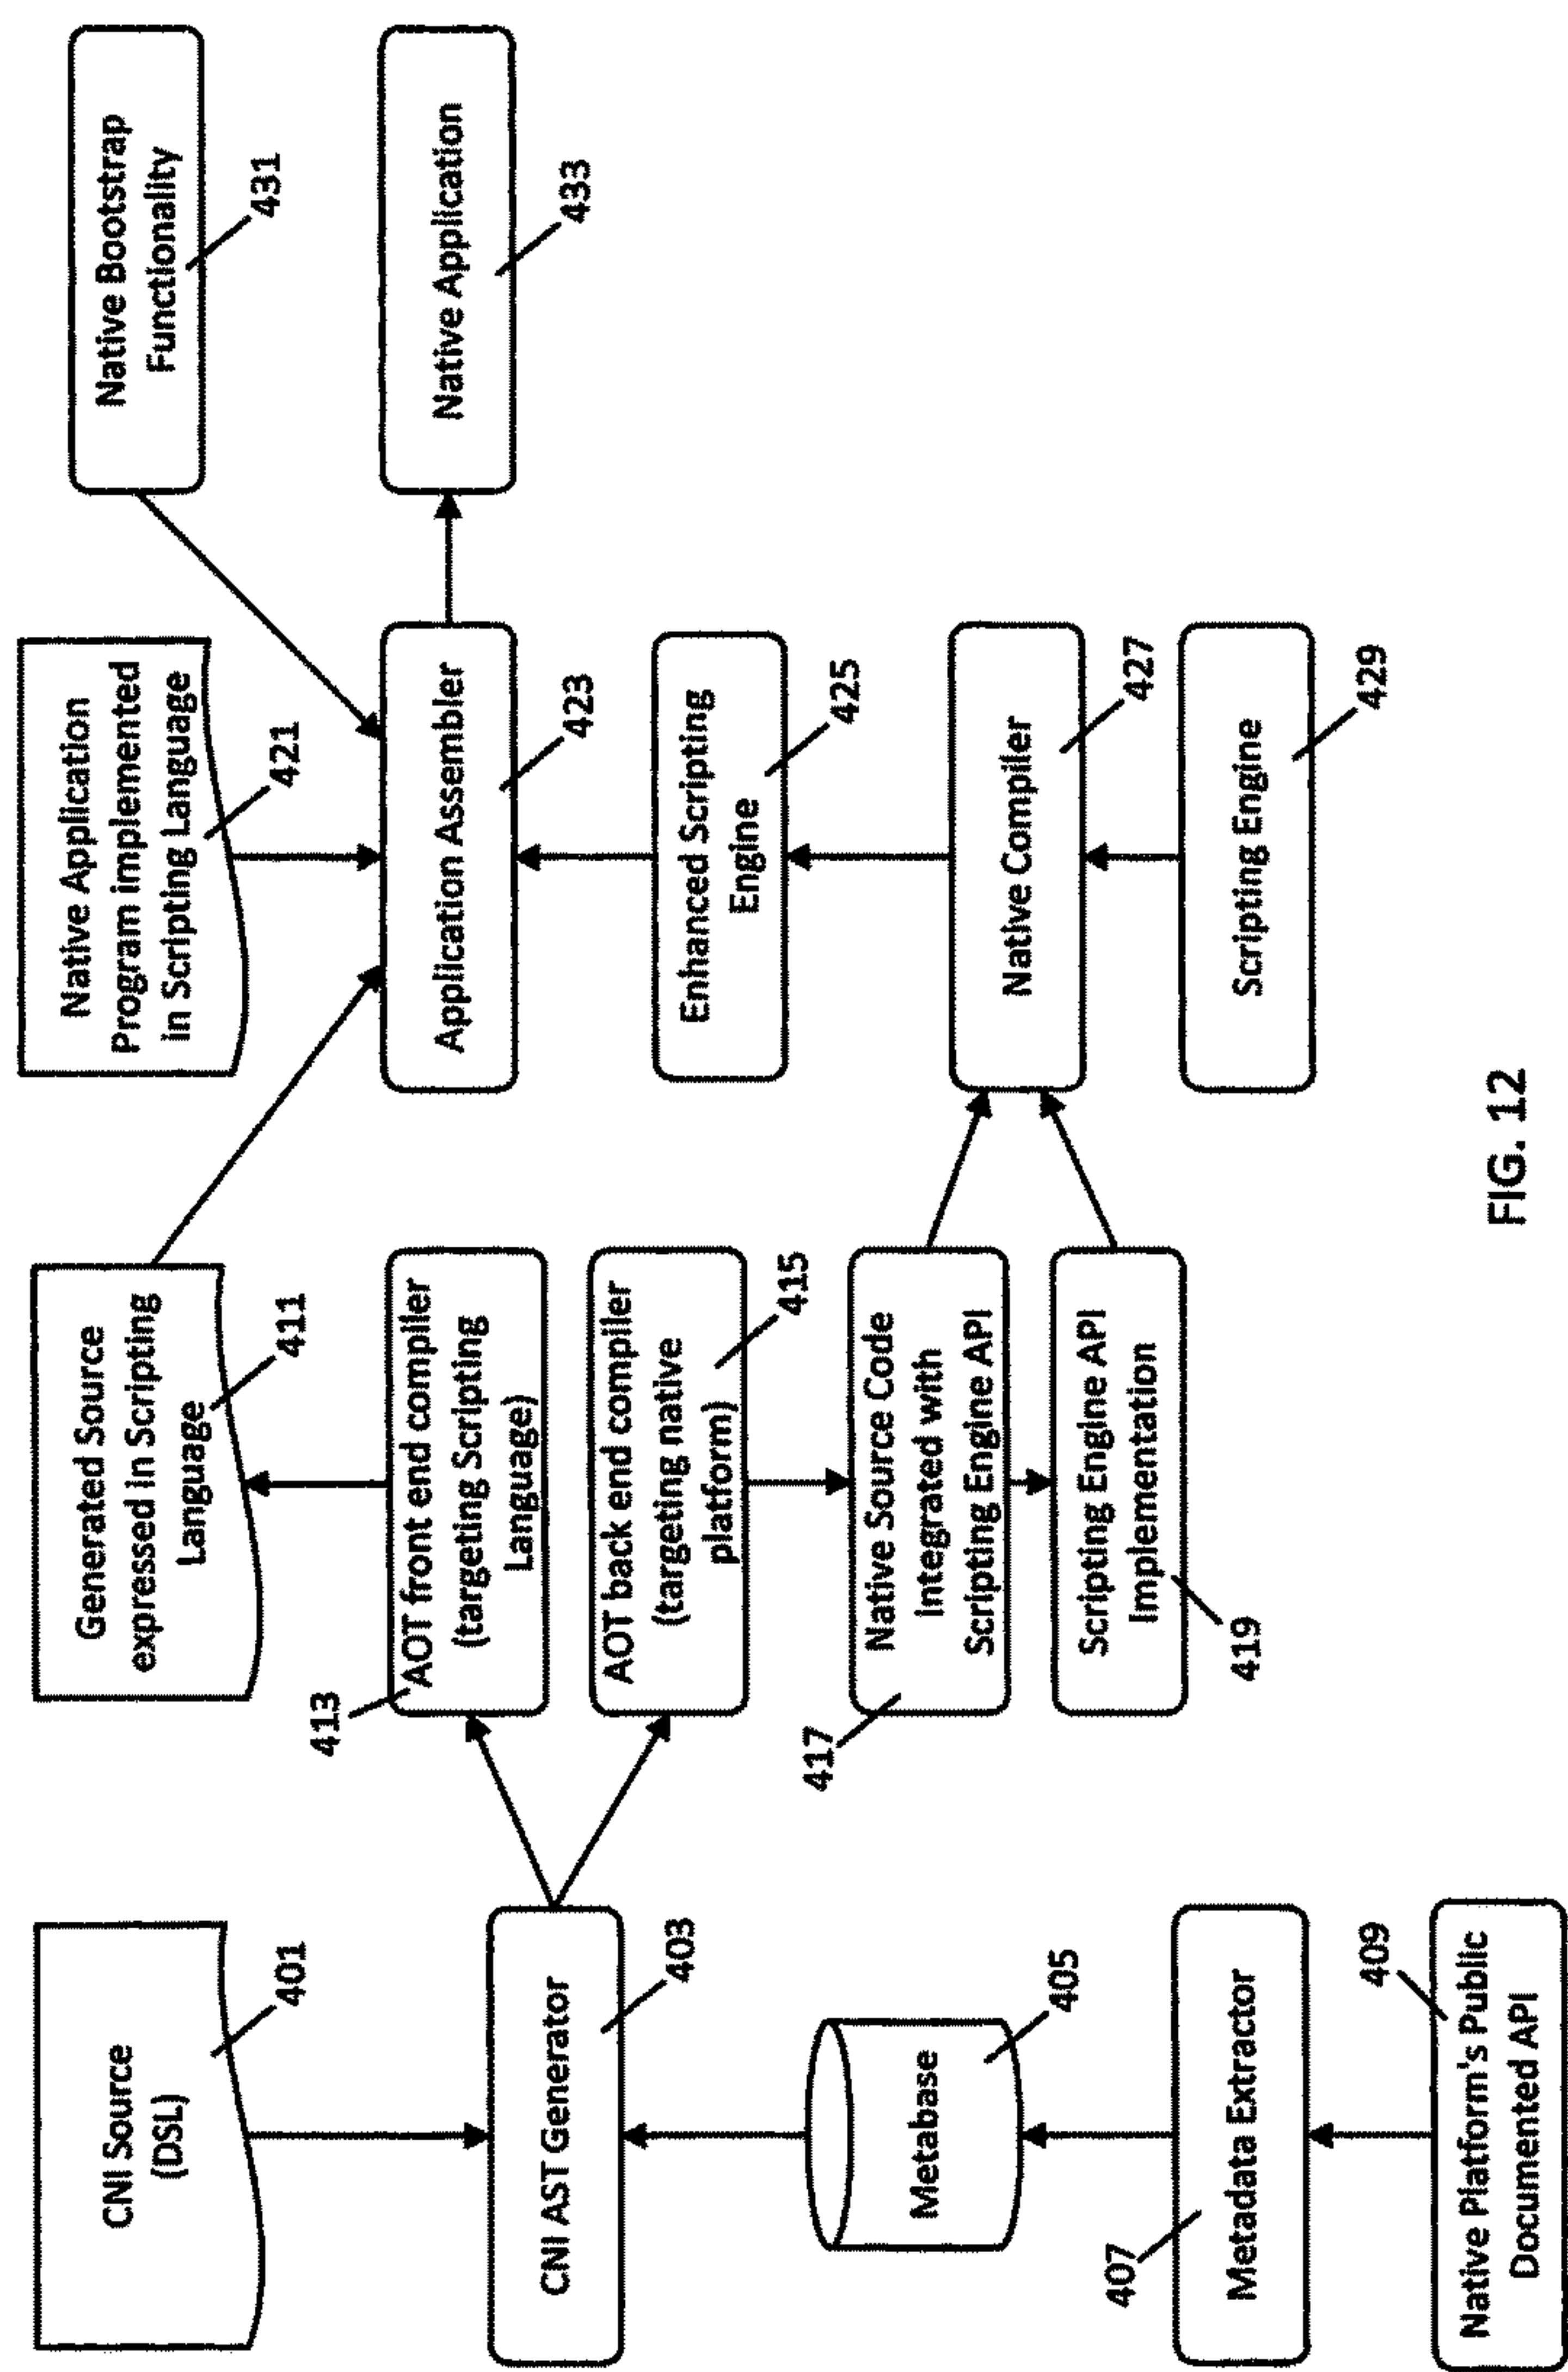 CNI Source
(DSL)
401
CNI AST Generator
403
Metabase
405
Metadata Extractor
407
Native Platform's Public
Documented API
409
Generated Source
expressed in Scripting
Language
411
AOT front end compiler
(targeting Scripting
Language)
413
AOT back end compiler
(targeting native
platform)
415
Native Source Code
integrated with
Scripting Engine API
417
Scripting Engine API
Implementation
419
Native Application
Program implemented
in Scripting Language
421
Application Assembler
423
Enhanced Scripting
Engine
425
Native Compiler
427
Scripting Engine
429
Native Bootstrap
Functionality
431
Native Application
433
FIG. 12